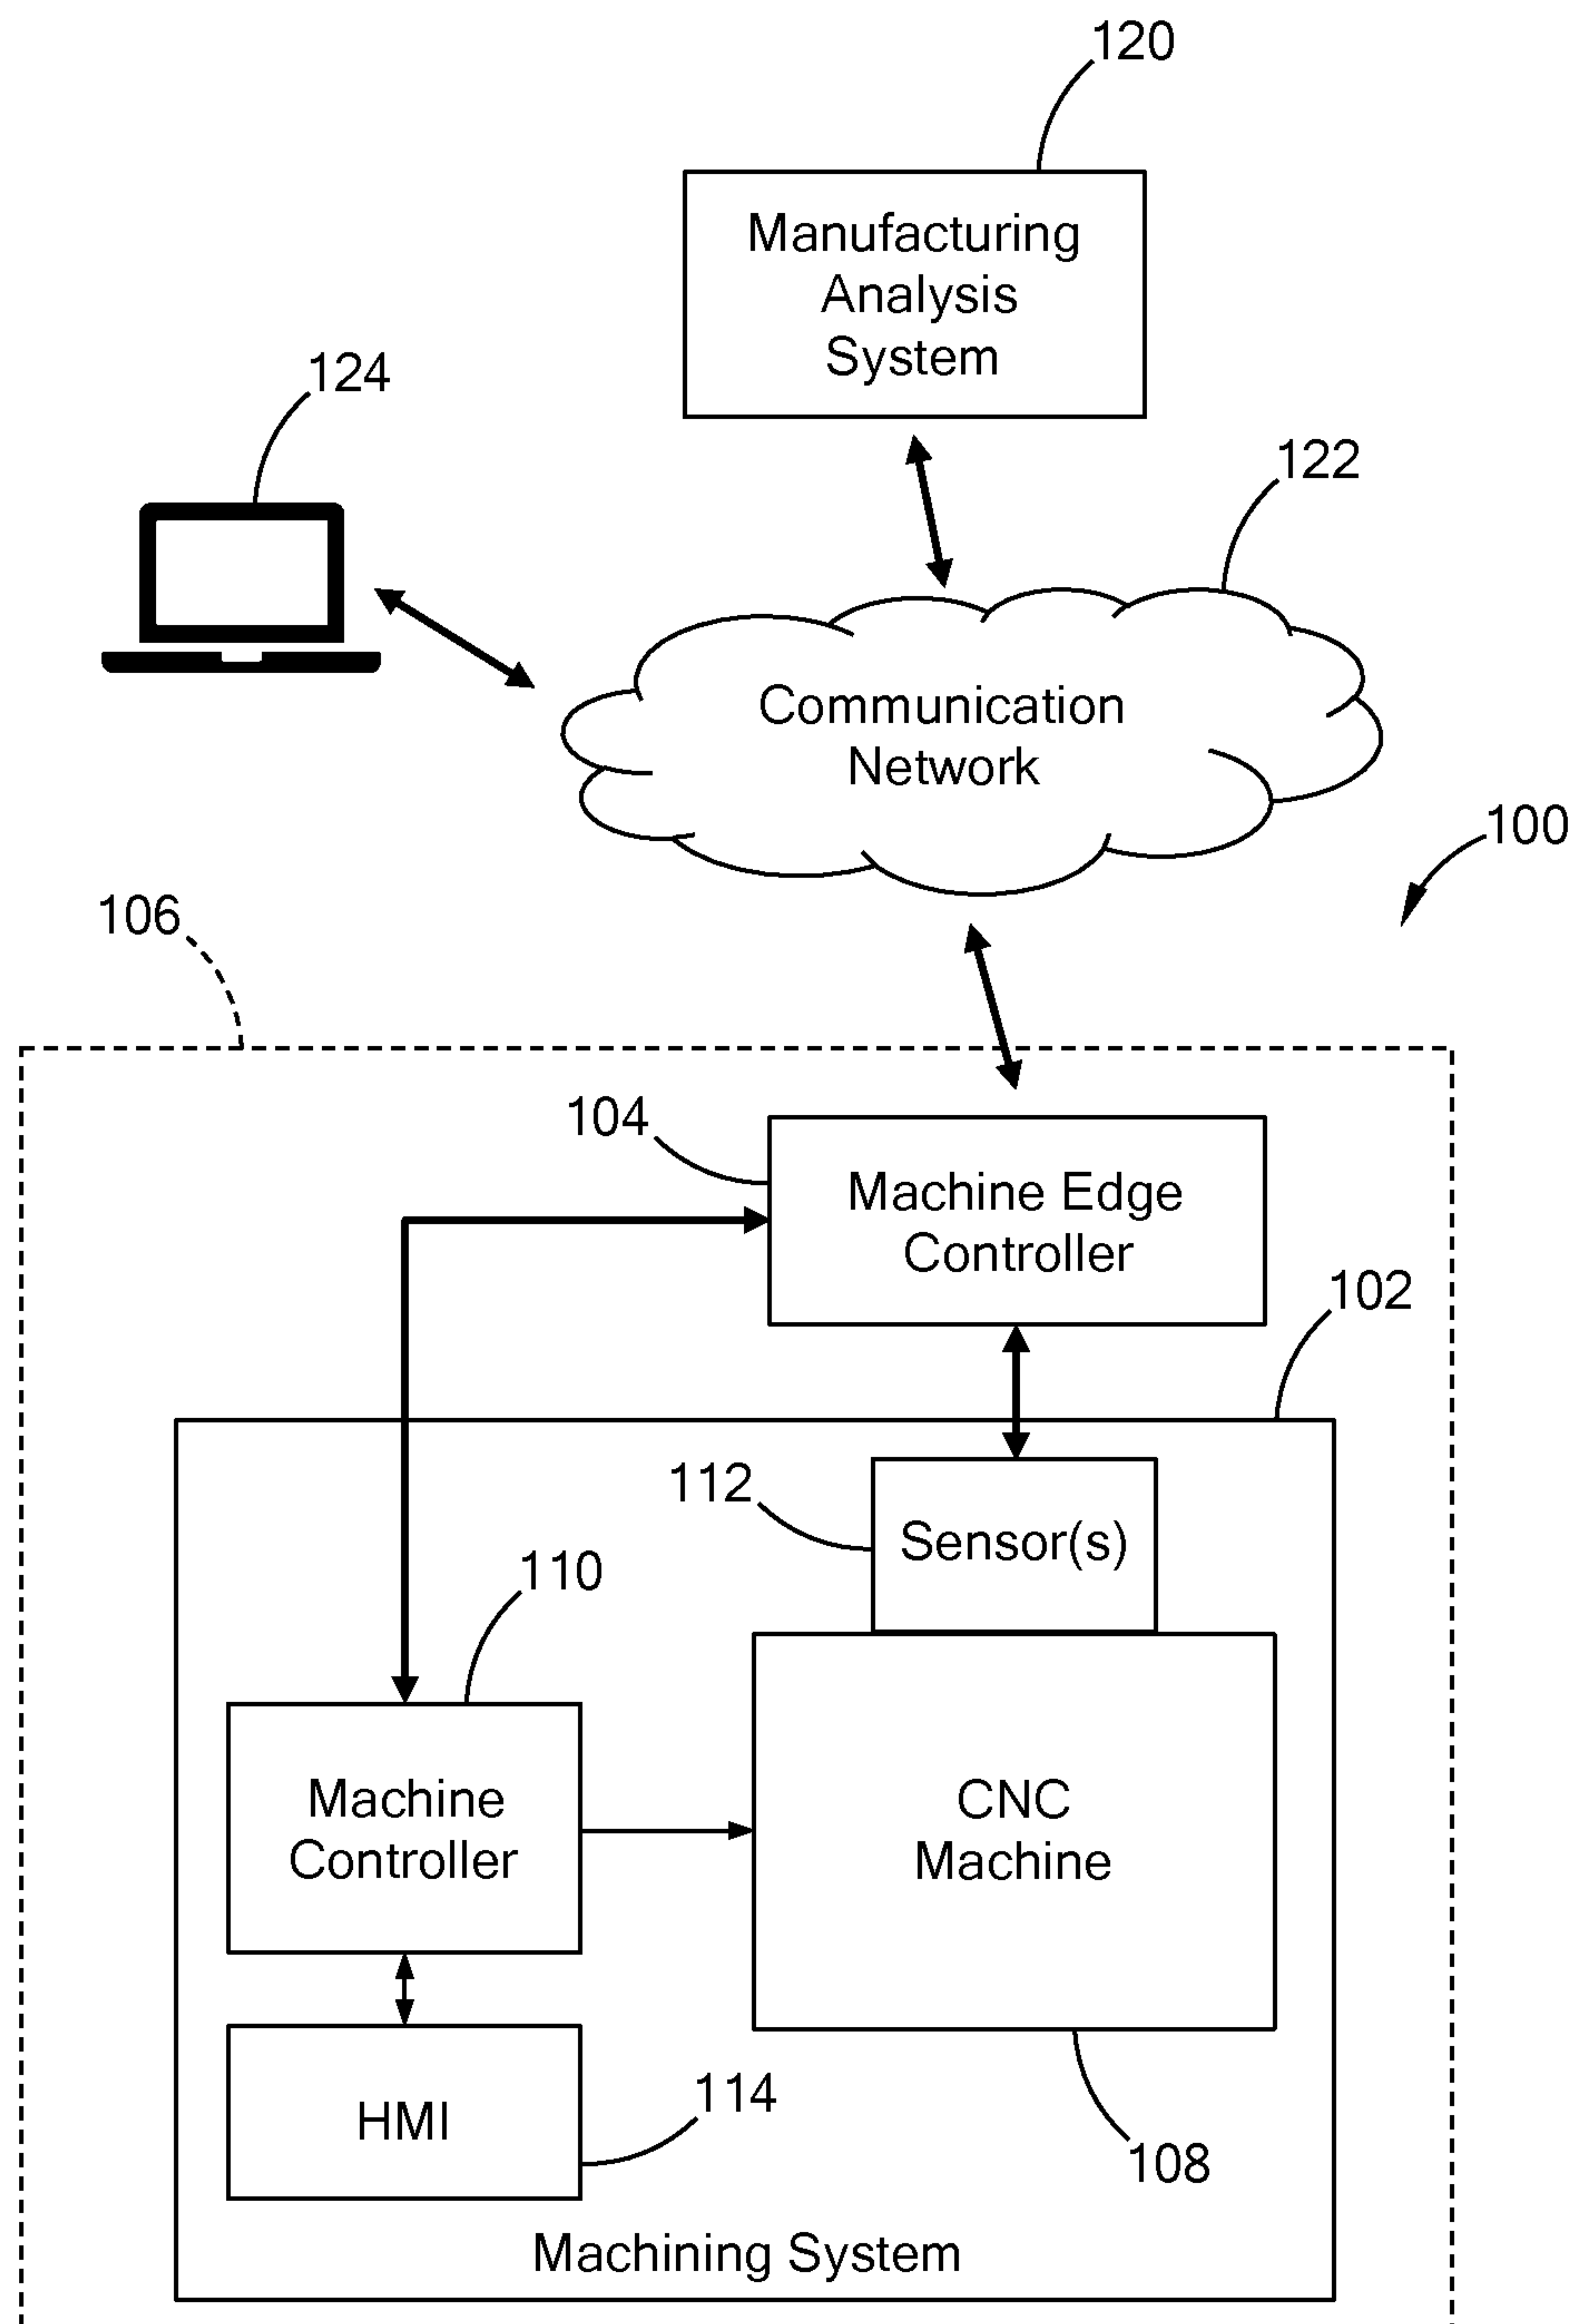 120
Manufacturing
Analysis
System
124
122
Communication
Network
100
106
104
Machine Edge
Controller
102
112
Sensor(s)
110
Machine
Controller
CNC
Machine
114
HMI
108
Machining System